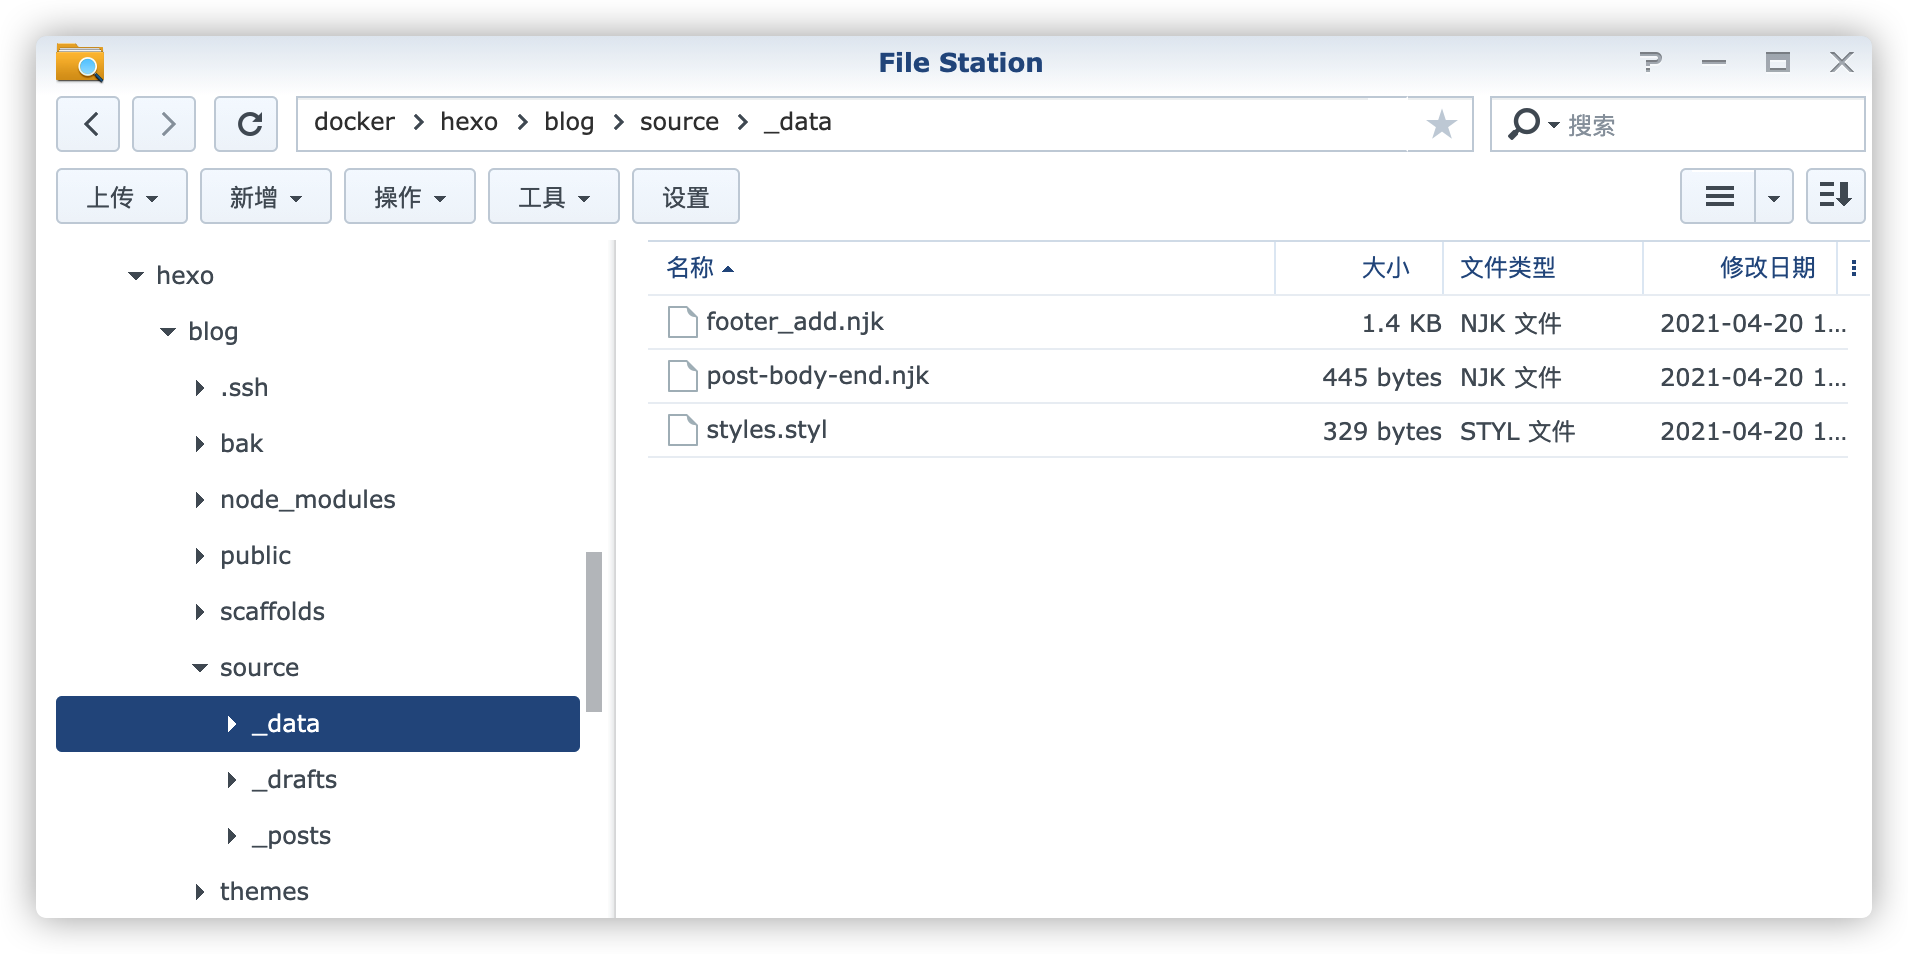 File Station
docker > hexo > blog > source > _data
搜索
上传 新增 操作 工具 设置
hexo
blog
.ssh
bak
node_modules
public
scaffolds
source
_data
_drafts
_posts
themes
名称 大小 文件类型 修改日期
footer_add.njk 1.4 KB NJK 文件 2021-04-20 1...
post-body-end.njk 445 bytes NJK 文件 2021-04-20 1...
styles.styl 329 bytes STYL 文件 2021-04-20 1...